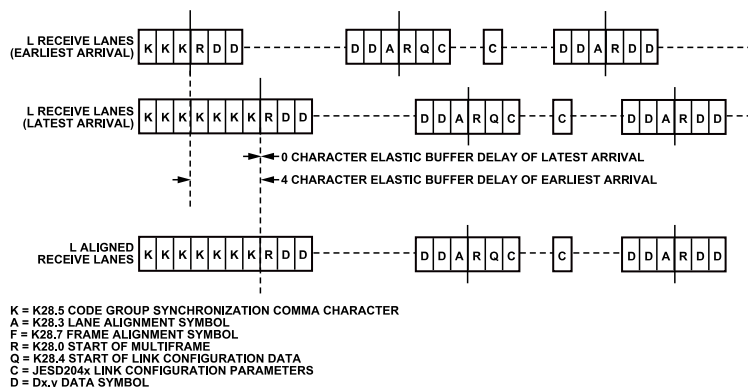 L RECEIVE LANES
(EARLIEST ARRIVAL)
K K K R D D
D D A R Q C
C
D D A R D D
L RECEIVE LANES
(LATEST ARRIVAL)
K K K K K K K R D D
D D A R Q C
C
D D A R D D
0 CHARACTER ELASTIC BUFFER DELAY OF LATEST ARRIVAL
4 CHARACTER ELASTIC BUFFER DELAY OF EARLIEST ARRIVAL
L ALIGNED
RECEIVE LANES
K K K K K K K R D D
D D A R Q C
C
D D A R D D
K = K28.5 CODE GROUP SYNCHRONIZATION COMMA CHARACTER
A = K28.3 LANE ALIGNMENT SYMBOL
F = K28.7 FRAME ALIGNMENT SYMBOL
R = K28.0 START OF MULTIFRAME
Q = K28.4 START OF LINK CONFIGURATION DATA
C = JESD204x LINK CONFIGURATION PARAMETERS
D = Dx.y DATA SYMBOL